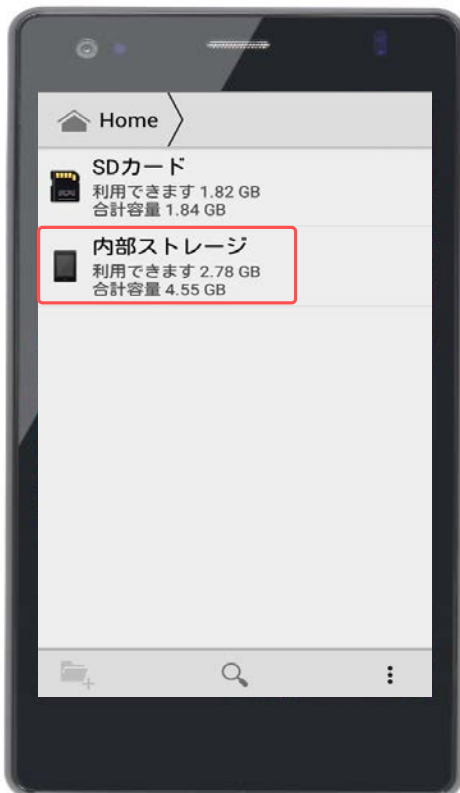 Home
SDカード
利用できます 1.82 GB
合計容量 1.84 GB
内部ストレージ
利用できます 2.78 GB
合計容量 4.55 GB